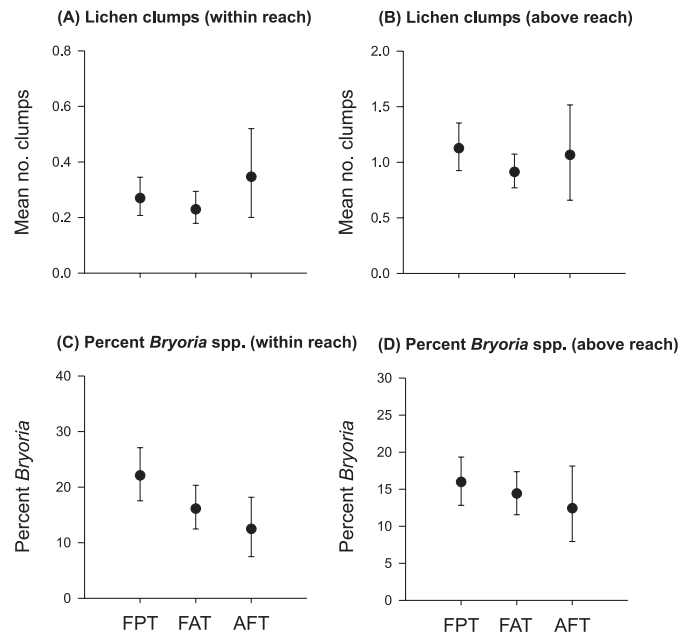 (A) Lichen clumps (within reach)
Mean no. clumps
0.8
0.6
0.4
0.2
0.0
(B) Lichen clumps (above reach)
Mean no. clumps
2.0
1.5
1.0
0.5
0.0
(C) Percent Bryoria spp. (within reach)
Percent Bryoria
40
30
20
10
0
FPT FAT AFT
(D) Percent Bryoria spp. (above reach)
Percent Bryoria
30
25
20
15
10
5
0
FPT FAT AFT